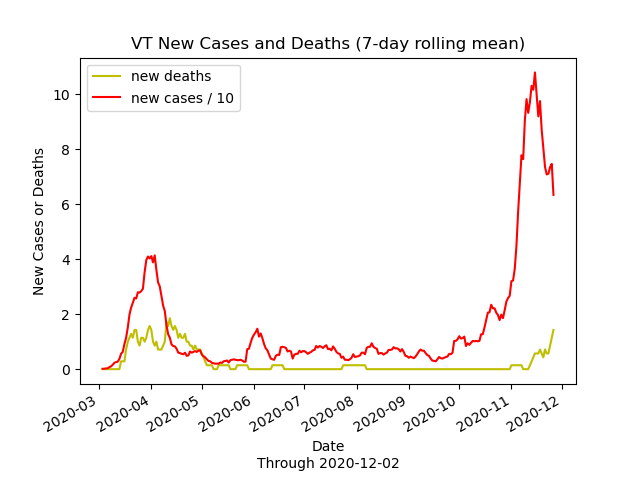 VT New Cases and Deaths (7-day rolling mean)
new deaths
new cases / 10
New Cases or Deaths
10
8
6
4
2
0
2020-03
2020-04
2020-05
2020-06
2020-07
2020-08
2020-09
2020-10
2020-11
2020-12
Date
Through 2020-12-02